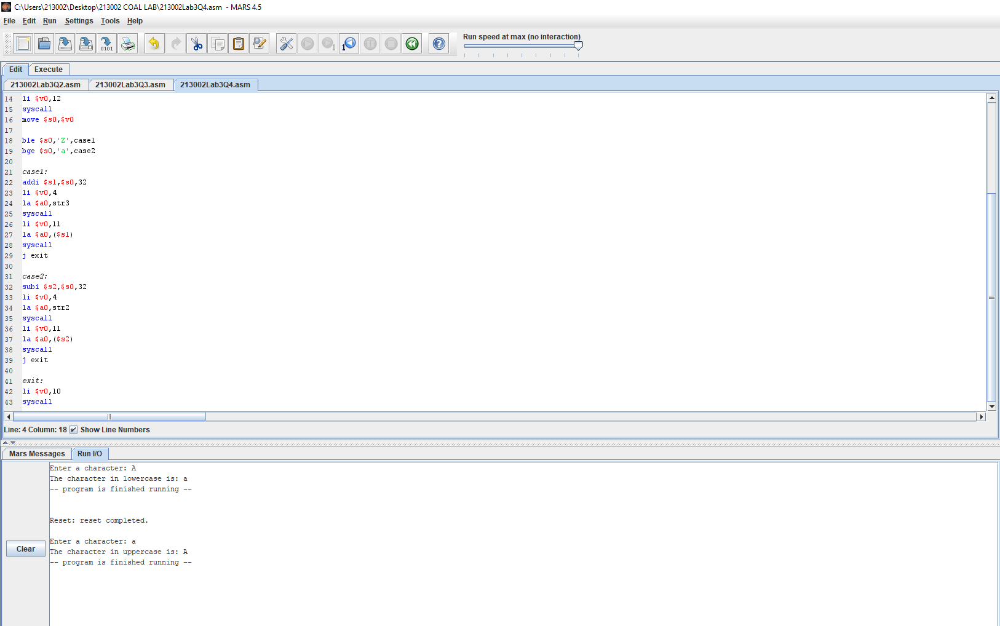 C:\Users\213002\Desktop\213002 COAL LAB\213002Lab3Q4.asm - MARS 4.5
File Edit Run Settings Tools Help
0101
1
1
Run speed at max (no interaction)
Edit Execute
213002Lab3Q2.asm 213002Lab3Q3.asm 213002Lab3Q4.asm
14 li $v0,12
15 syscall
16 move $s0,$v0
17
18 ble $s0,'Z',case1
19 bge $s0,'a',case2
20
21 case1:
22 addi $s1,$s0,32
23 li $v0,4
24 la $a0,str3
25 syscall
26 li $v0,11
27 la $a0,($s1)
28 syscall
29 j exit
30
31 case2:
32 subi $s2,$s0,32
33 li $v0,4
34 la $a0,str2
35 syscall
36 li $v0,11
37 la $a0,($s2)
38 syscall
39 j exit
40
41 exit:
42 li $v0,10
43 syscall
Line: 4 Column: 18 Show Line Numbers
Mars Messages Run I/O
Clear
Enter a character: A
The character in lowercase is: a
-- program is finished running --
Reset: reset completed.
Enter a character: a
The character in uppercase is: A
-- program is finished running --